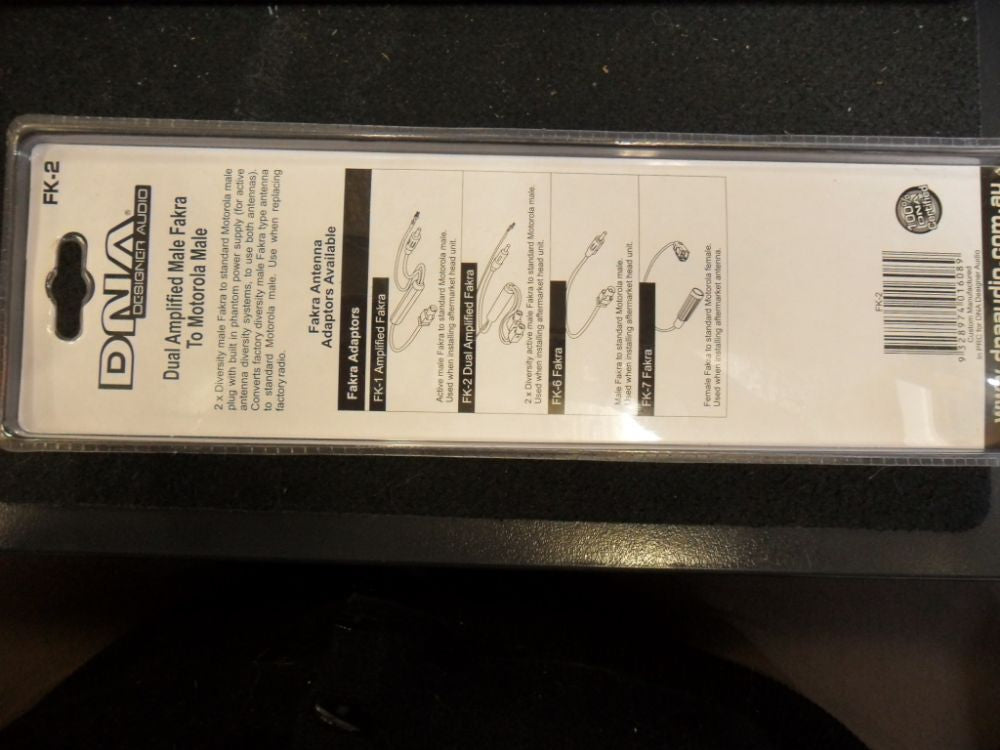 FK-2
DNA
DESIGNER AUDIO
Dual Amplified Male Fakra
To Motorola Male
2 x Diversity male Fakra to standard Motorola male
plug with built in phantom power supply (for active
antenna diversity systems, to use both antennas).
Converts factory diversity male Fakra type antenna
to standard Motorola male. Use when replacing
factory radio.
Fakra Antenna
Adaptors Available
Fakra Adaptors
FK-1 Amplified Fakra
Active male Fakra to standard Motorola male.
Used when installing aftermarket head unit.
FK-2 Dual Amplified Fakra
2 x Diversity active male Fakra to standard Motorola male.
Used when installing aftermarket head unit.
FK-6 Fakra
Male Fakra to standard Motorola male.
Used when installing aftermarket head unit.
FK-7 Fakra
Female Fakra to standard Motorola female.
Used when installing aftermarket antenna.
100%
DNA
Certified
FK-2
9 328974 016089
Custom Manufactured
In PRC for DNA Designer Audio
www.dnaaudio.com.au